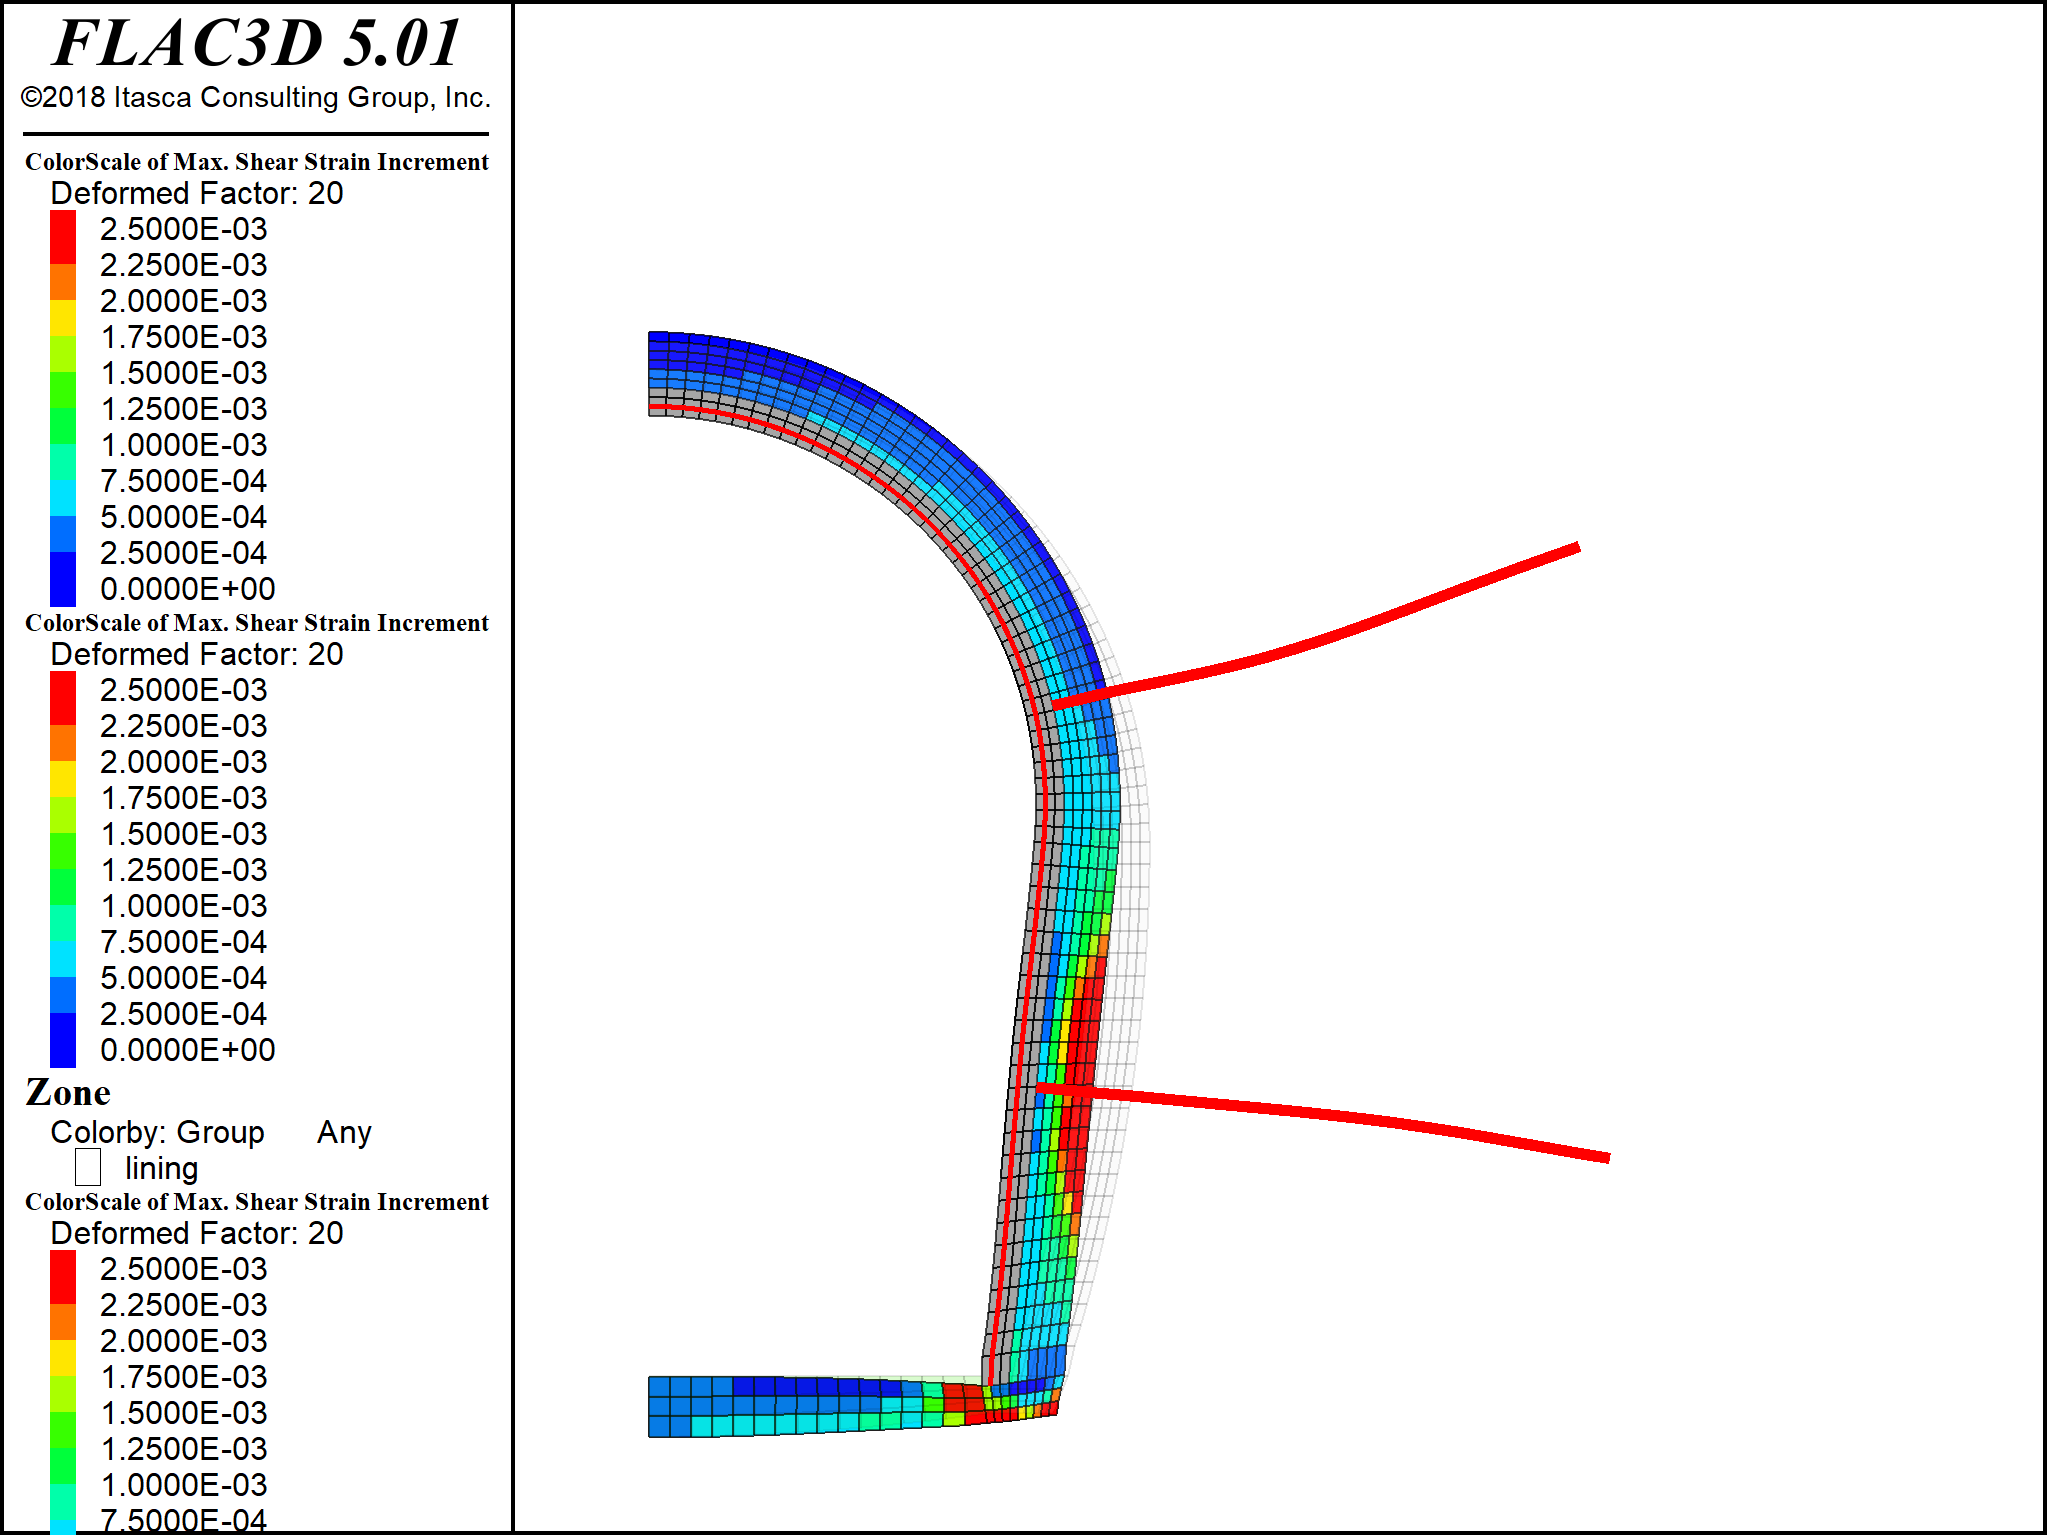 FLAC3D 5.01
©2018 Itasca Consulting Group, Inc.
ColorScale of Max. Shear Strain Increment
Deformed Factor: 20
2.5000E-03
2.2500E-03
2.0000E-03
1.7500E-03
1.5000E-03
1.2500E-03
1.0000E-03
7.5000E-04
5.0000E-04
2.5000E-04
0.0000E+00
ColorScale of Max. Shear Strain Increment
Deformed Factor: 20
2.5000E-03
2.2500E-03
2.0000E-03
1.7500E-03
1.5000E-03
1.2500E-03
1.0000E-03
7.5000E-04
5.0000E-04
2.5000E-04
0.0000E+00
Zone
Colorby: Group Any
lining
ColorScale of Max. Shear Strain Increment
Deformed Factor: 20
2.5000E-03
2.2500E-03
2.0000E-03
1.7500E-03
1.5000E-03
1.2500E-03
1.0000E-03
7.5000E-04